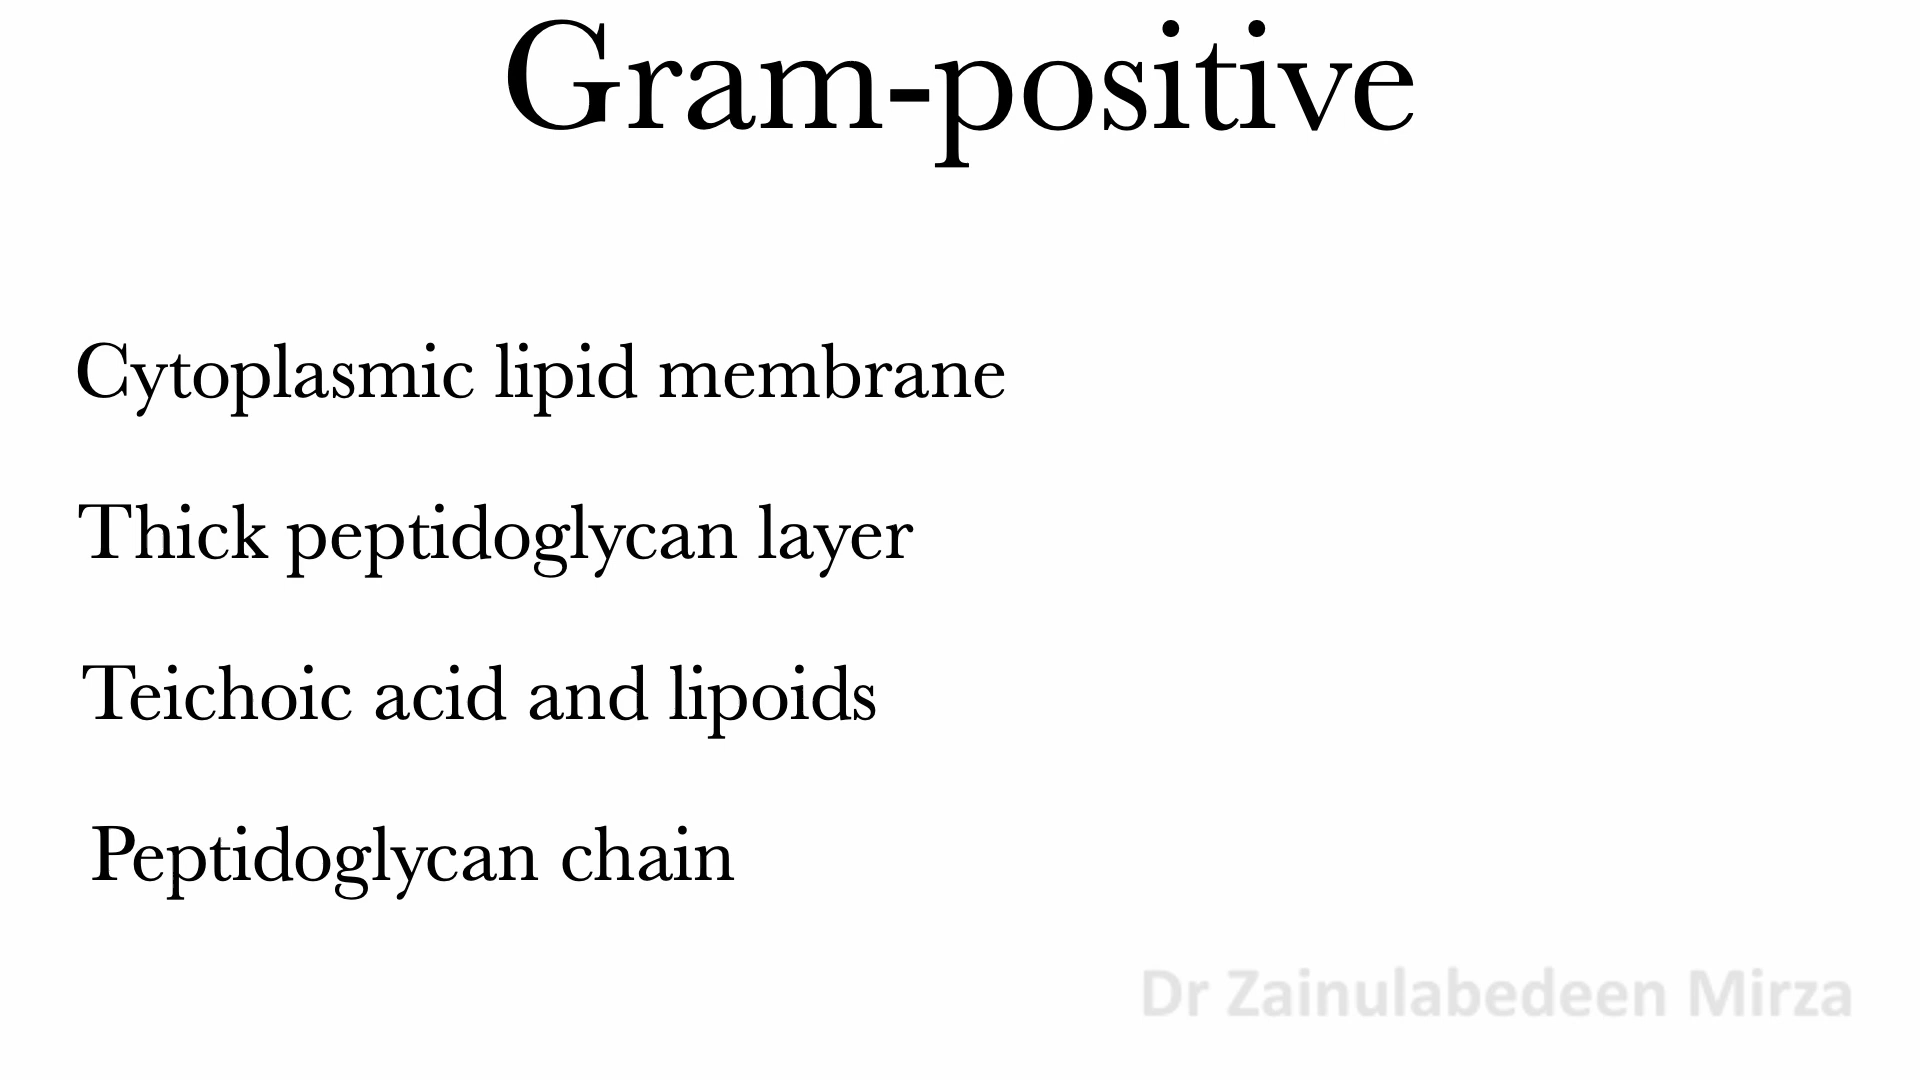 Gram-positive
Cytoplasmic lipid membrane
Thick peptidoglycan layer
Teichoic acid and lipoids
Peptidoglycan chain
Dr Zainulabedeen Mirza